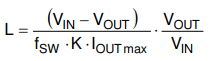 L = (V_IN − V_OUT) / (f_SW · K · I_OUT max) · V_OUT / V_IN